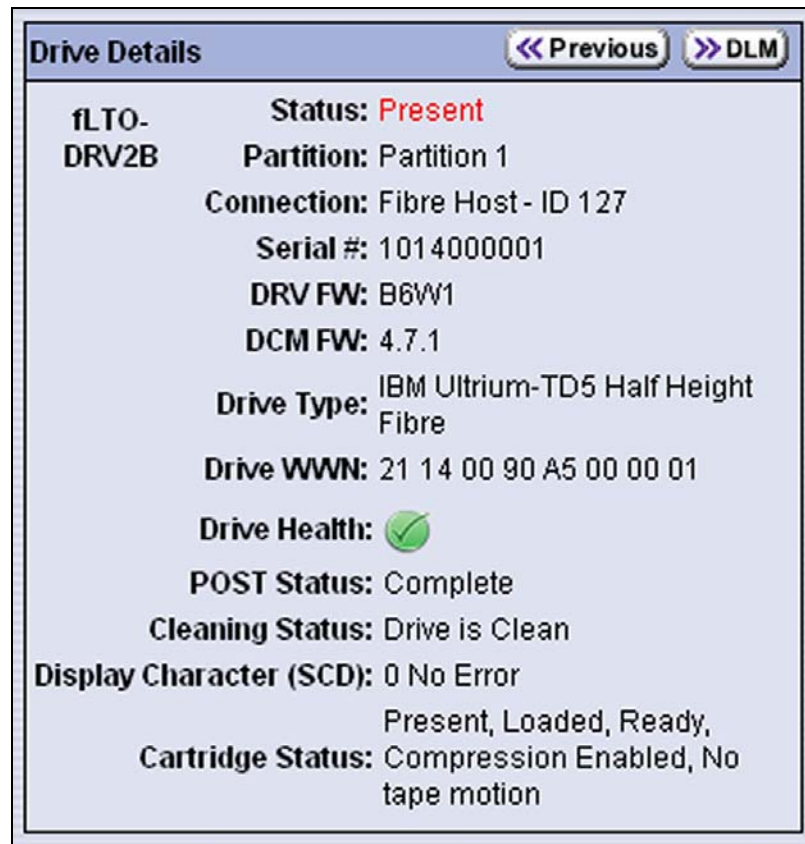 Drive Details
Previous
DLM
fLTO-
DRV2B
Status: Present
Partition: Partition 1
Connection: Fibre Host - ID 127
Serial #: 1014000001
DRV FW: B6W1
DCM FW: 4.7.1
Drive Type: IBM Ultrium-TD5 Half Height
Fibre
Drive WWN: 21 14 00 90 A5 00 00 01
Drive Health:
POST Status: Complete
Cleaning Status: Drive is Clean
Display Character (SCD): 0 No Error
Cartridge Status: Present, Loaded, Ready,
Compression Enabled, No
tape motion